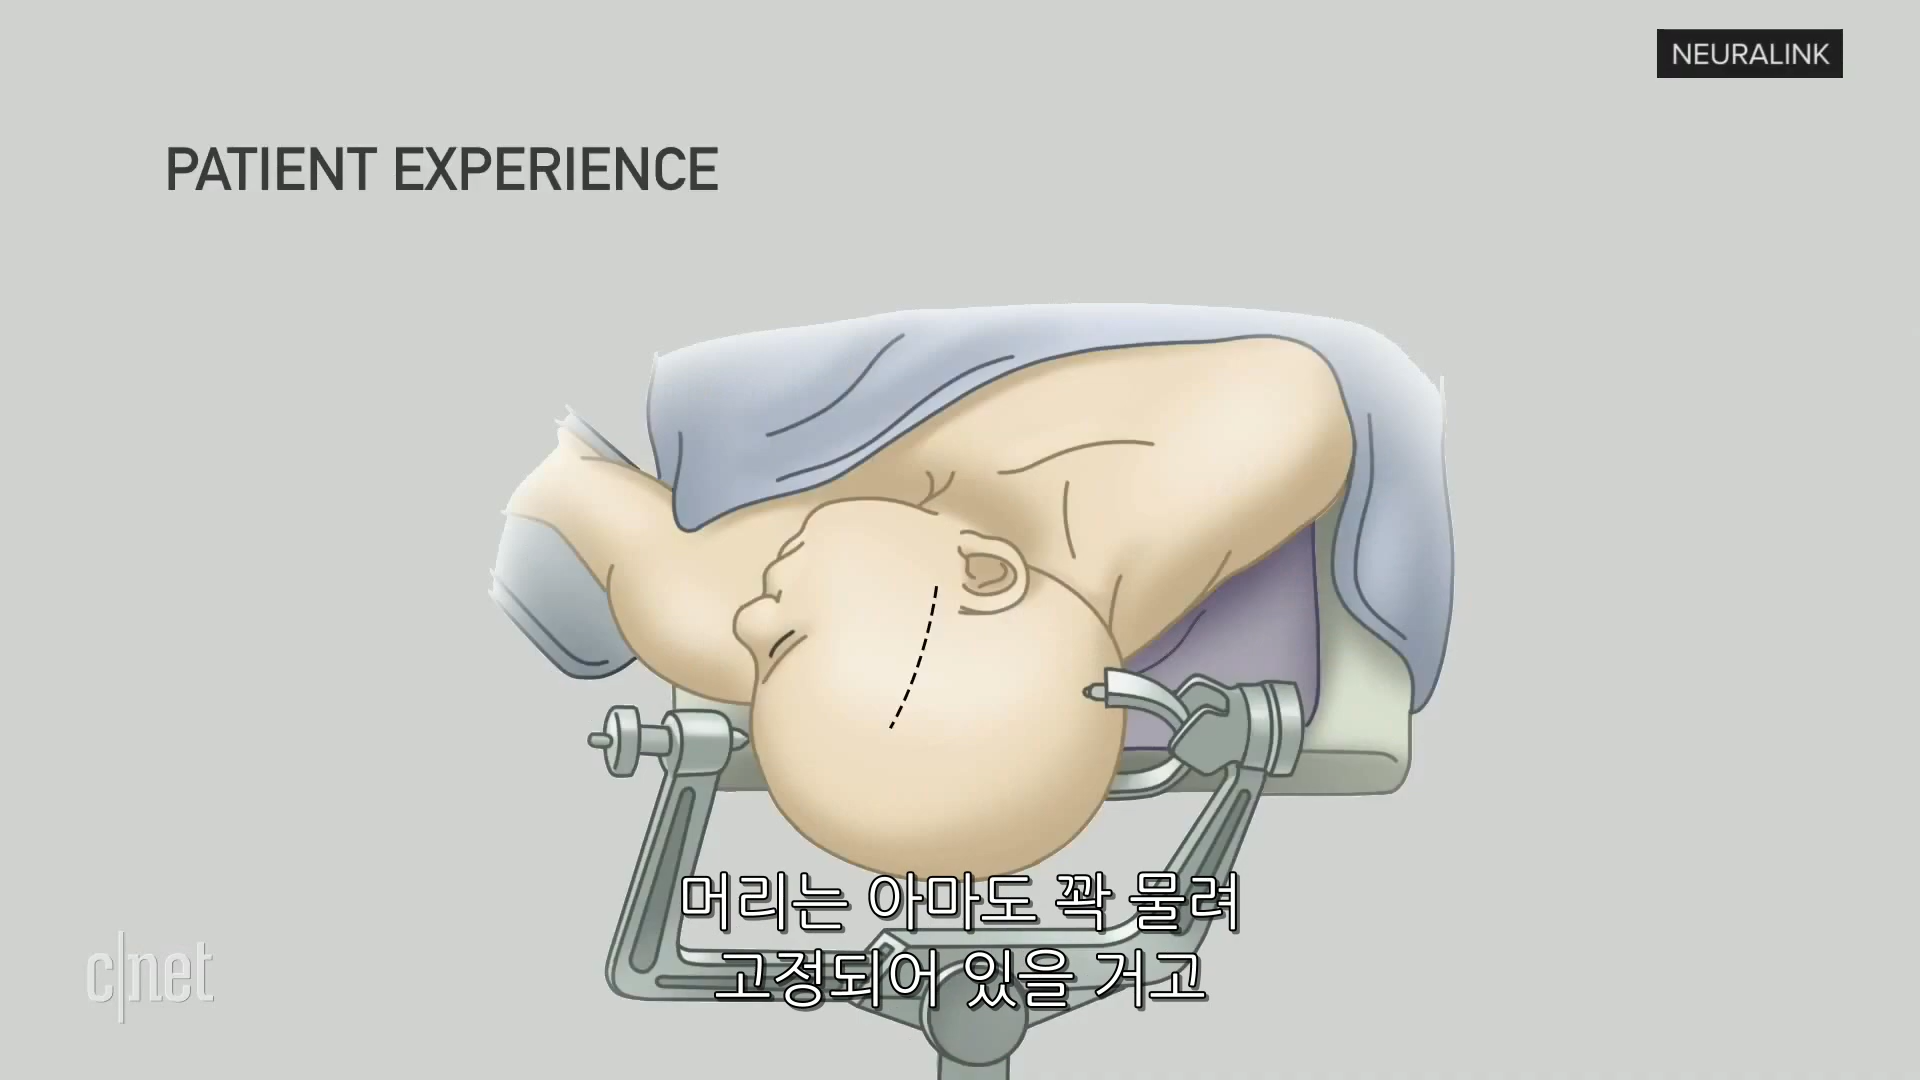 NEURALINK
PATIENT EXPERIENCE
머리는 아마도 꽉 물려
고정되어 있을 거고
c|net